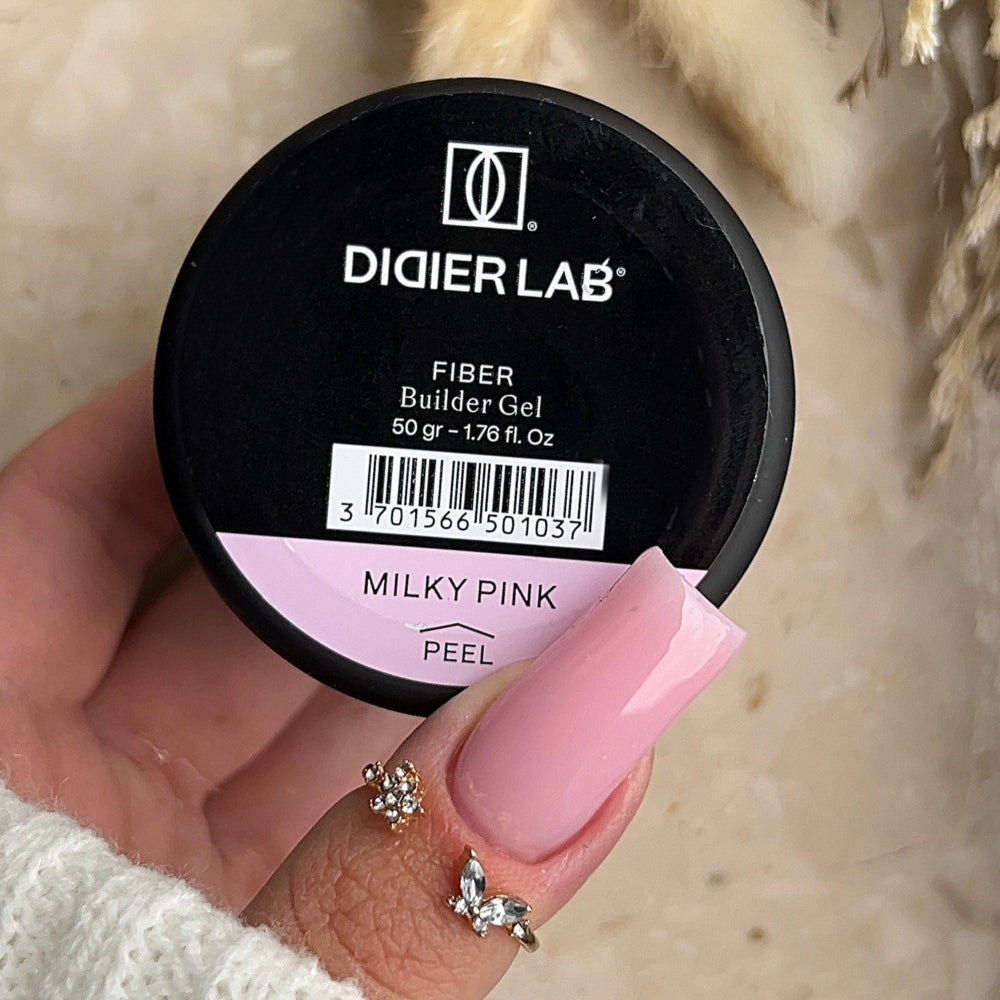 DIDIER LAB®
FIBER
Builder Gel
50 gr - 1.76 fl. Oz
3 701566 501037
MILKY PINK
PEEL